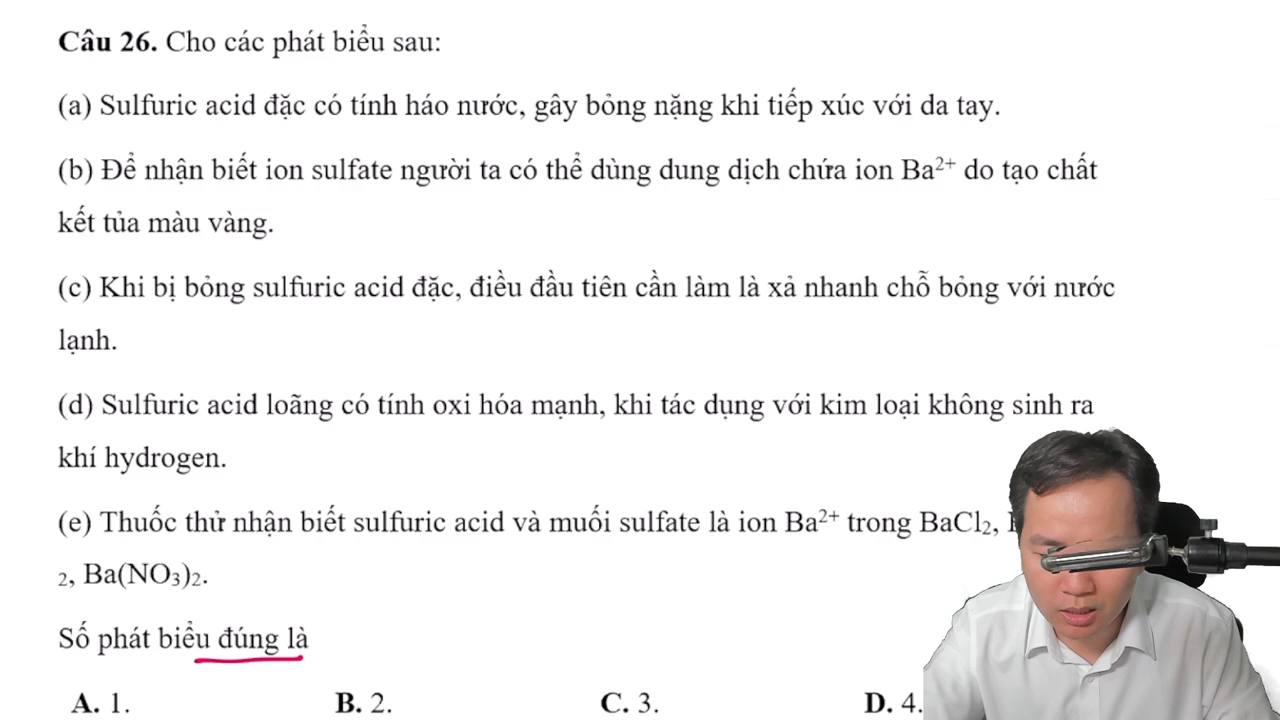 Câu 26. Cho các phát biểu sau:
(a) Sulfuric acid đặc có tính háo nước, gây bỏng nặng khi tiếp xúc với da tay.
(b) Để nhận biết ion sulfate người ta có thể dùng dung dịch chứa ion Ba²⁺ do tạo chất
kết tủa màu vàng.
(c) Khi bị bỏng sulfuric acid đặc, điều đầu tiên cần làm là xả nhanh chỗ bỏng với nước
lạnh.
(d) Sulfuric acid loãng có tính oxi hóa mạnh, khi tác dụng với kim loại không sinh ra
khí hydrogen.
(e) Thuốc thử nhận biết sulfuric acid và muối sulfate là ion Ba²⁺ trong BaCl₂,
₂, Ba(NO₃)₂.
Số phát biểu đúng là
A. 1. B. 2. C. 3. D. 4.